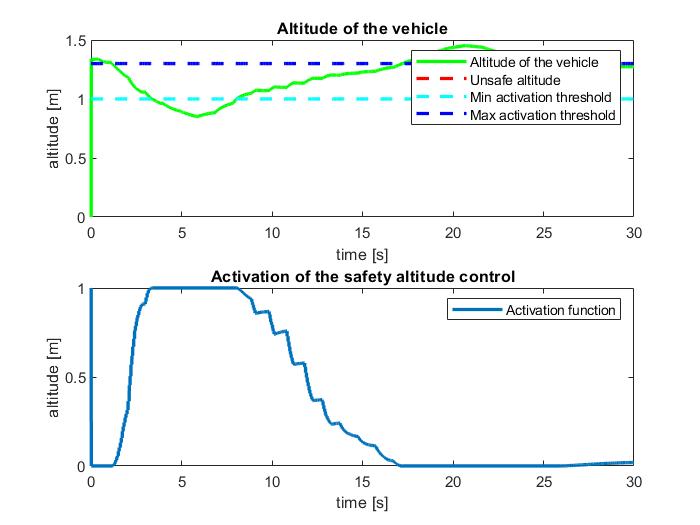 Altitude of the vehicle
1.5
1
0.5
0
altitude [m]
Altitude of the vehicle
Unsafe altitude
Min activation threshold
Max activation threshold
0 5 10 15 20 25 30
time [s]
Activation of the safety altitude control
1
0.5
0
altitude [m]
Activation function
0 5 10 15 20 25 30
time [s]